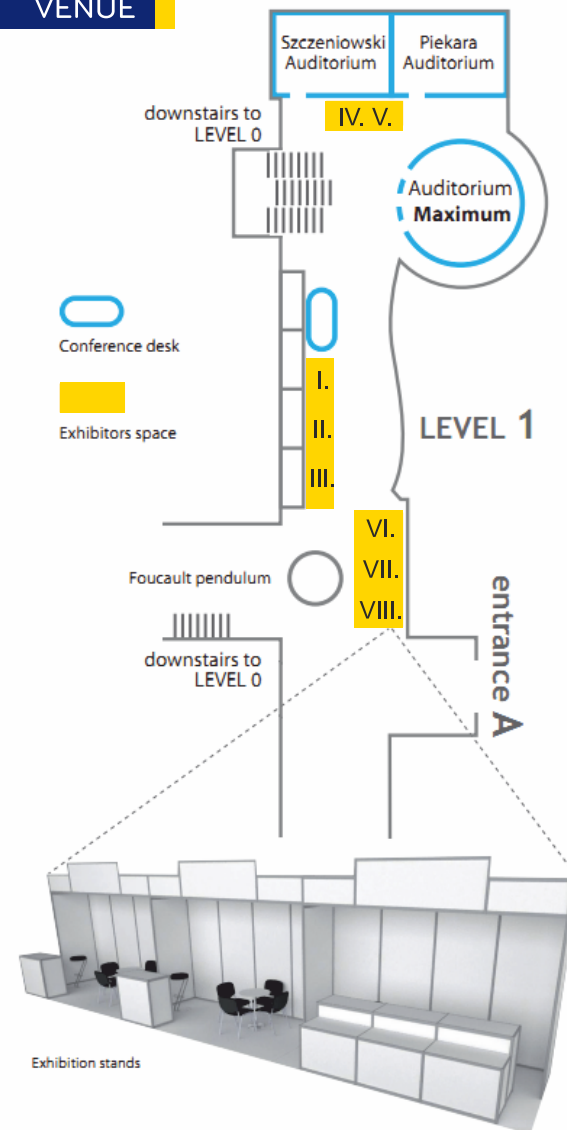 VENUE
Szczeniowski
Auditorium
Piekara
Auditorium
downstairs to
LEVEL 0
IV. V.
Auditorium
Maximum
Conference desk
I.
Exhibitors space
II.
LEVEL 1
III.
VI.
VII.
Foucault pendulum
VIII.
entrance A
downstairs to
LEVEL 0
Exhibition stands